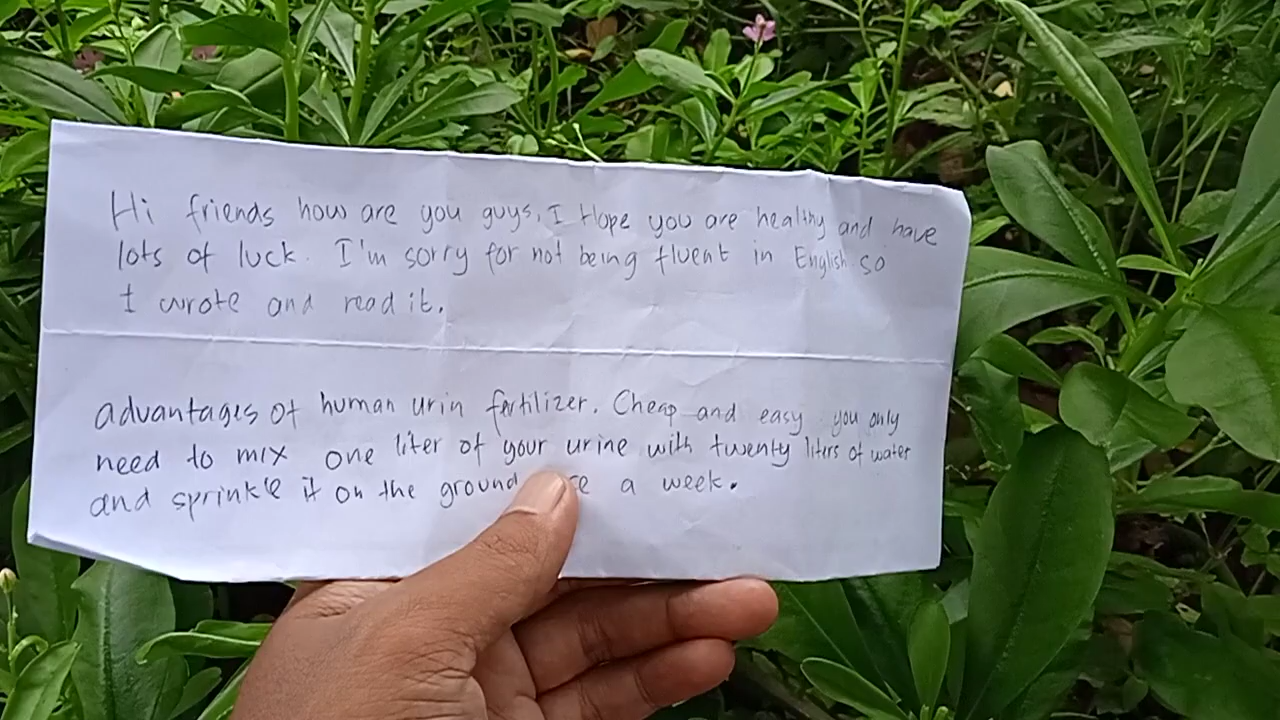 Hi friends how are you guys, I Hope you are healthy and have
lots of luck. I'm sorry for not being fluent in English so
I wrote and read it.
advantages of human urin fertilizer. Cheap and easy you only
need to mix one liter of your urine with twenty liters of water
and sprinkle it on the ground a week.